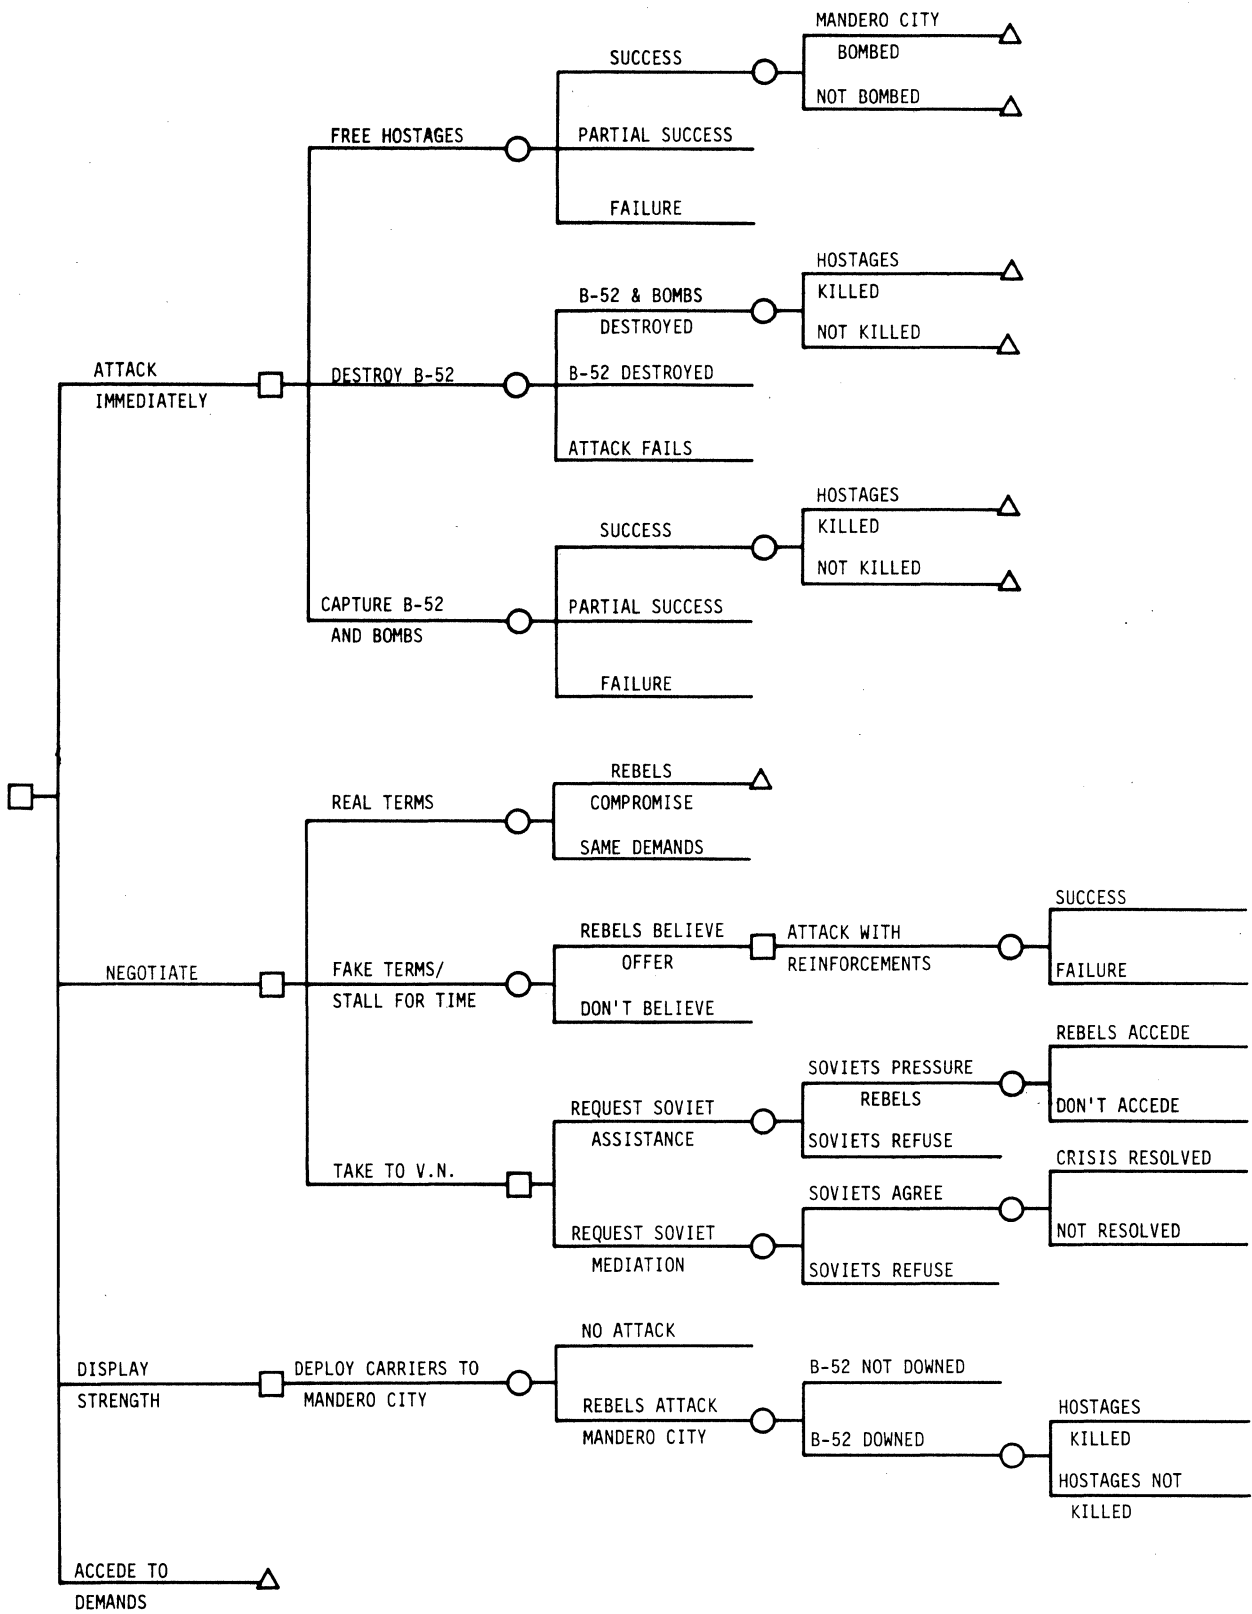 MANDERO CITY
BOMBED
SUCCESS
NOT BOMBED
FREE HOSTAGES
PARTIAL SUCCESS
FAILURE
HOSTAGES
KILLED
B-52 & BOMBS
DESTROYED
NOT KILLED
ATTACK
IMMEDIATELY
DESTROY B-52
B-52 DESTROYED
ATTACK FAILS
HOSTAGES
KILLED
SUCCESS
NOT KILLED
CAPTURE B-52
AND BOMBS
PARTIAL SUCCESS
FAILURE
REBELS
COMPROMISE
REAL TERMS
SAME DEMANDS
SUCCESS
REBELS BELIEVE
OFFER
ATTACK WITH
REINFORCEMENTS
FAILURE
NEGOTIATE
FAKE TERMS/
STALL FOR TIME
DON'T BELIEVE
REBELS ACCEDE
SOVIETS PRESSURE
REBELS
DON'T ACCEDE
REQUEST SOVIET
ASSISTANCE
SOVIETS REFUSE
TAKE TO V.N.
CRISIS RESOLVED
SOVIETS AGREE
NOT RESOLVED
REQUEST SOVIET
MEDIATION
SOVIETS REFUSE
NO ATTACK
DISPLAY
STRENGTH
DEPLOY CARRIERS TO
MANDERO CITY
B-52 NOT DOWNED
REBELS ATTACK
MANDERO CITY
B-52 DOWNED
HOSTAGES
KILLED
HOSTAGES NOT
KILLED
ACCEDE TO
DEMANDS